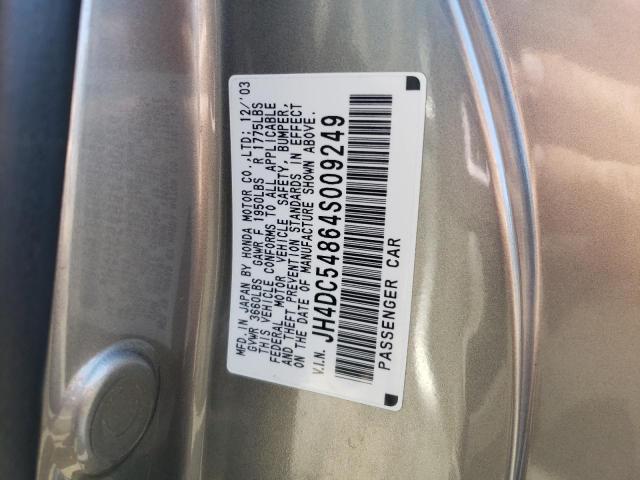 MFD. IN JAPAN BY HONDA MOTOR CO., LTD; 12/'03
GVWR 3660LBS GAWR F 1950LBS R 1775LBS
THIS VEHICLE CONFORMS TO ALL APPLICABLE
FEDERAL MOTOR VEHICLE SAFETY, BUMPER,
AND THEFT PREVENTION STANDARDS IN EFFECT
ON THE DATE OF MANUFACTURE SHOWN ABOVE.
V.I.N. JH4DC54864S009249
PASSENGER CAR